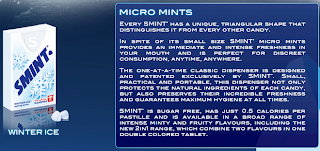 MICRO MINTS
EVERY SMINT® HAS A UNIQUE, TRIANGULAR SHAPE THAT
DISTINGUISHES IT FROM EVERY OTHER CANDY.
IN SPITE OF ITS SMALL SIZE SMINT® MICRO MINTS
PROVIDES AN IMMEDIATE AND INTENSE FRESHNESS IN
YOUR MOUTH AND IS PERFECT FOR DISCREET
CONSUMPTION, ANYTIME, ANYWHERE.
THE ONE-AT-A-TIME CLASSIC DISPENSER IS DESIGNED
AND PATENTED EXCLUSIVELY BY SMINT®. SMALL,
PRACTICAL AND PORTABLE, THIS DISPENSER NOT ONLY
PROTECTS THE NATURAL INGREDIENTS OF EACH CANDY,
BUT ALSO PRESERVES THEIR INCREDIBLE FRESHNESS
AND GUARANTEES MAXIMUM HYGIENE AT ALL TIMES.
SMINT® IS SUGAR FREE, HAS JUST 0.5 CALORIES PER
PASTILLE AND IS AVAILABLE IN A BROAD RANGE OF
INTENSE MINTY AND FRUITY FLAVOURS, INCLUDING
THE NEW 2IN1 RANGE, WHICH COMBINES TWO FLAVOURS IN ONE
DOUBLE COLORED TABLET.
SMINT
WINTER ICE